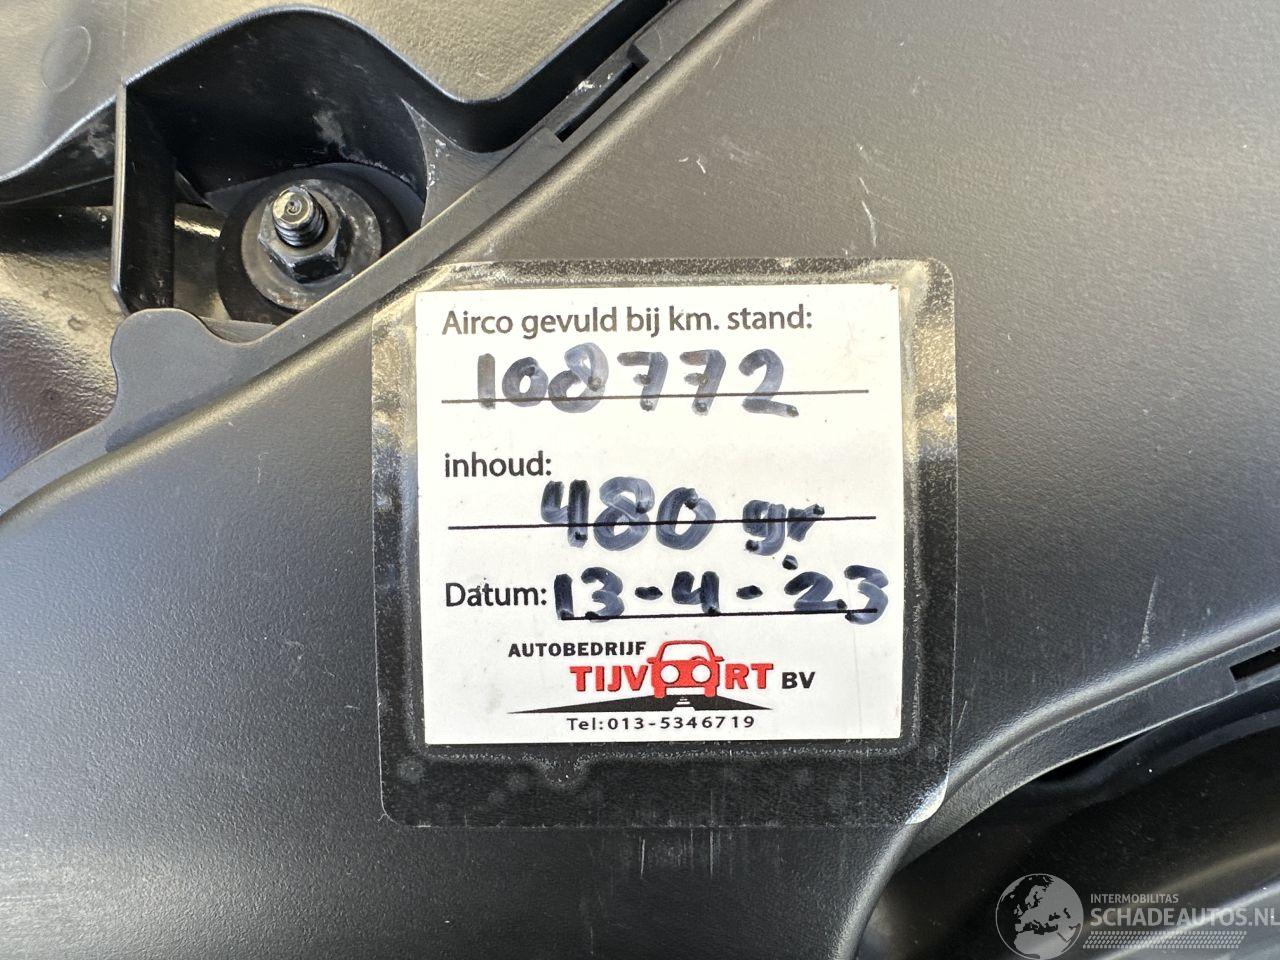 Airco gevuld bij km. stand:
108772
inhoud:
480 gr.
Datum: 13-4-'23
AUTOBEDRIJF
TIJVOORT BV
Tel:013-5346719
INTERMOBILITAS
SCHADEAUTOS.NL